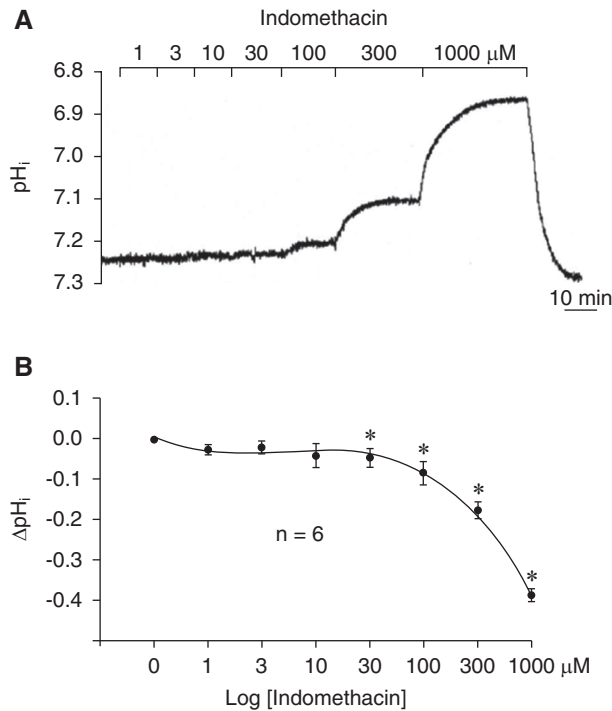 A
Indomethacin
1 3 10 30 100 300 1000 μM
6.8
6.9
7.0
7.1
7.2
7.3
pHi
10 min
B
0.1
0.0
-0.1
-0.2
-0.3
-0.4
ΔpHi
* * * *
n = 6
0 1 3 10 30 100 300 1000 μM
Log [Indomethacin]